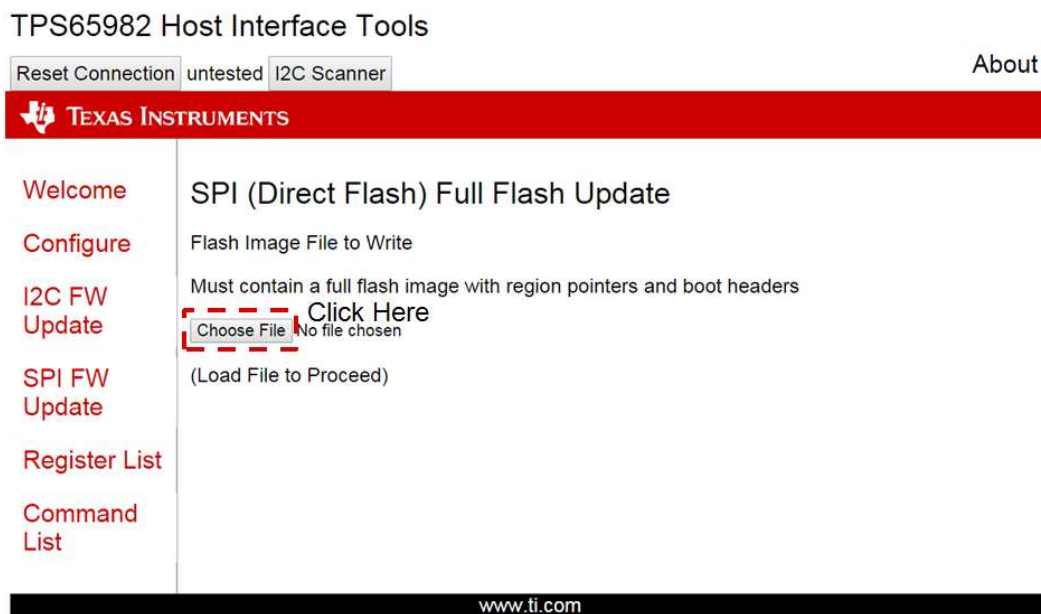 TPS65982 Host Interface Tools
Reset Connection untested I2C Scanner
About
TEXAS INSTRUMENTS
Welcome
Configure
I2C FW
Update
SPI FW
Update
Register List
Command
List
SPI (Direct Flash) Full Flash Update
Flash Image File to Write
Must contain a full flash image with region pointers and boot headers
Click Here
Choose File No file chosen
(Load File to Proceed)
www.ti.com